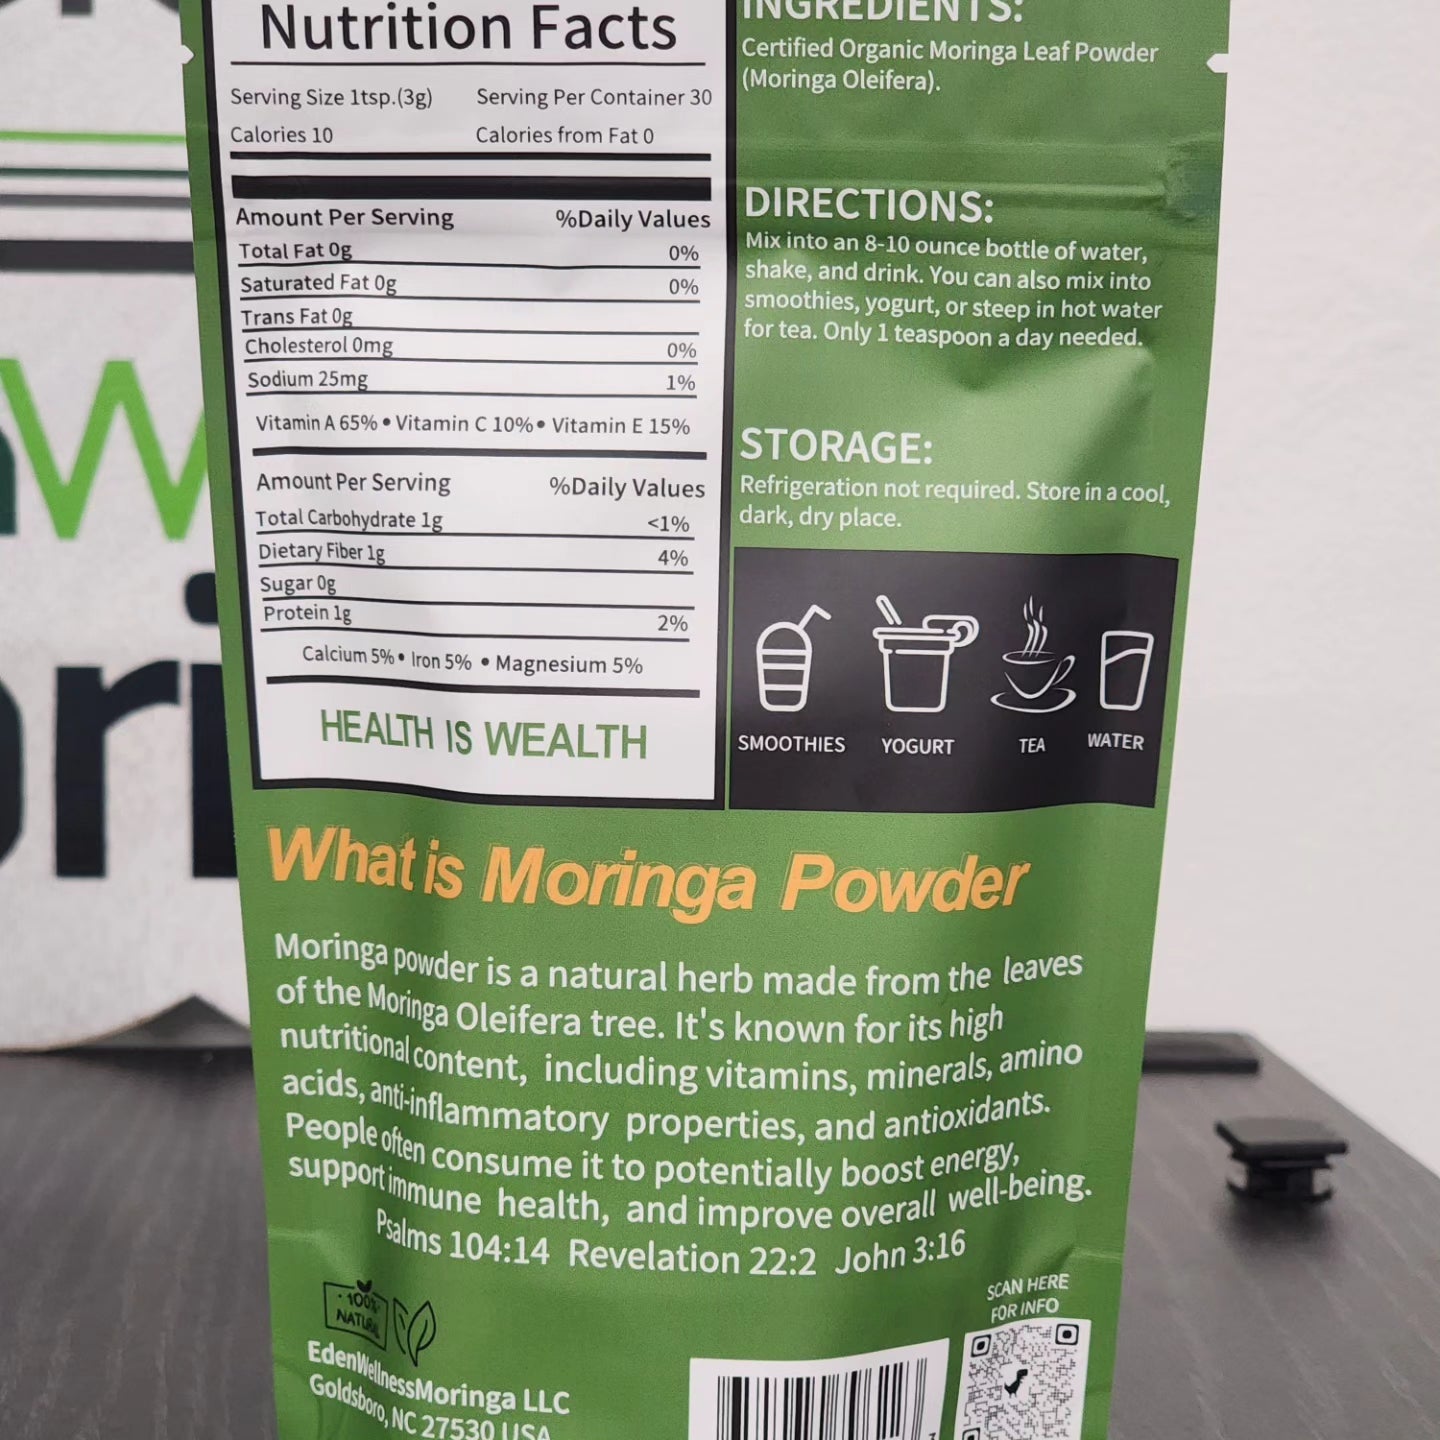 Nutrition Facts
Serving Size 1tsp.(3g) Serving Per Container 30
Calories 10 Calories from Fat 0
Amount Per Serving %Daily Values
Total Fat 0g 0%
Saturated Fat 0g 0%
Trans Fat 0g
Cholesterol 0mg 0%
Sodium 25mg 1%
Vitamin A 65% • Vitamin C 10% • Vitamin E 15%
Amount Per Serving %Daily Values
Total Carbohydrate 1g <1%
Dietary Fiber 1g 4%
Sugar 0g
Protein 1g 2%
Calcium 5% • Iron 5% • Magnesium 5%
HEALTH IS WEALTH
INGREDIENTS:
Certified Organic Moringa Leaf Powder
(Moringa Oleifera).
DIRECTIONS:
Mix into an 8-10 ounce bottle of water,
shake, and drink. You can also mix into
smoothies, yogurt, or steep in hot water
for tea. Only 1 teaspoon a day needed.
STORAGE:
Refrigeration not required. Store in a cool,
dark, dry place.
SMOOTHIES YOGURT TEA WATER
What is Moringa Powder
Moringa powder is a natural herb made from the leaves
of the Moringa Oleifera tree. It's known for its high
nutritional content, including vitamins, minerals, amino
acids, anti-inflammatory properties, and antioxidants.
People often consume it to potentially boost energy,
support immune health, and improve overall well-being.
Psalms 104:14 Revelation 22:2 John 3:16
100%
NATURAL
EdenWellnessMoringa LLC
Goldsboro, NC 27530 USA
SCAN HERE
FOR INFO